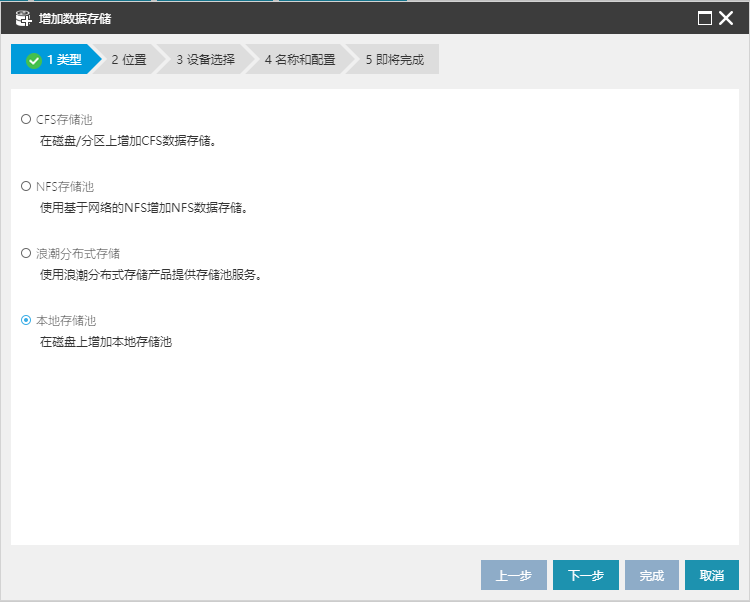 增加数据存储
1 类型 2 位置 3 设备选择 4 名称和配置 5 即将完成
CFS存储池
在磁盘/分区上增加CFS数据存储。
NFS存储池
使用基于网络的NFS增加NFS数据存储。
浪潮分布式存储
使用浪潮分布式存储产品提供存储池服务。
本地存储池
在磁盘上增加本地存储池
上一步 下一步 完成 取消